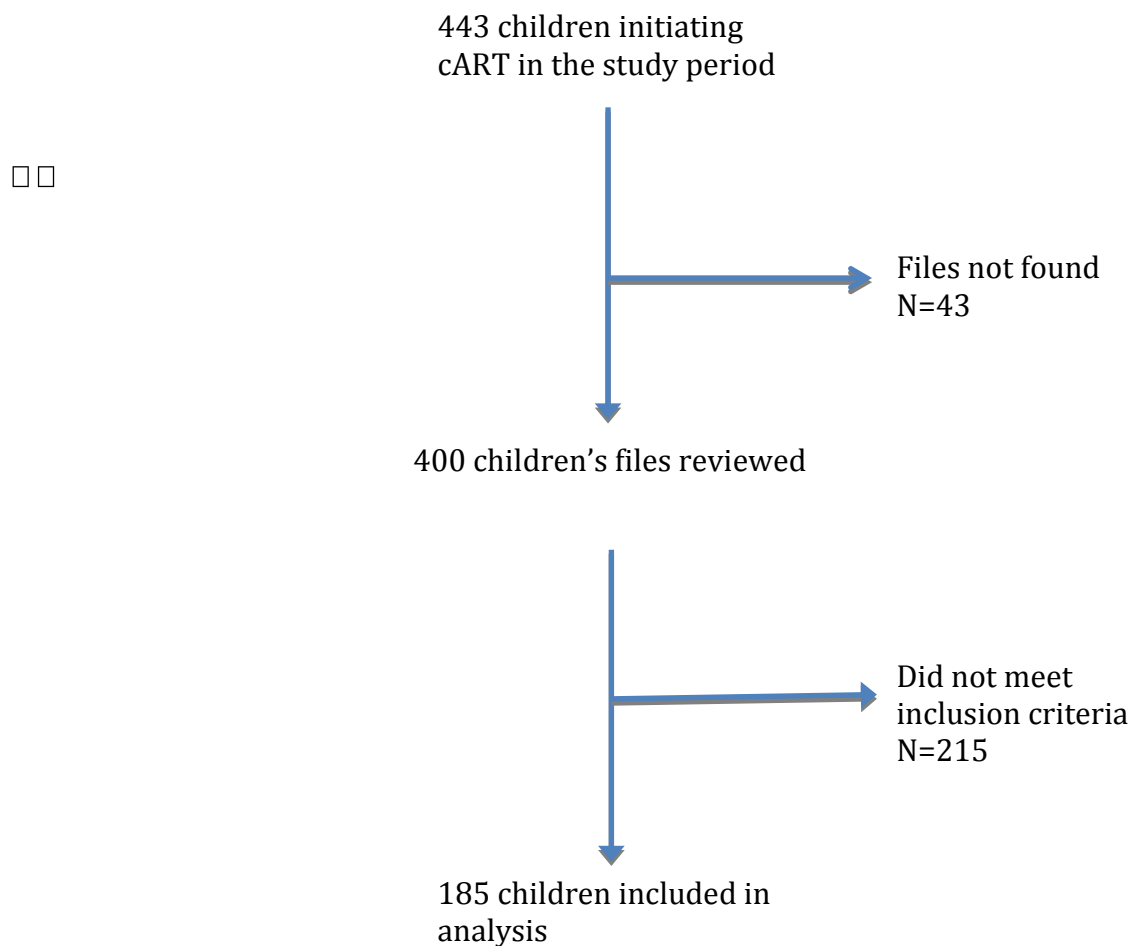 443 children initiating
cART in the study period
Files not found
N=43
400 children’s files reviewed
Did not meet
inclusion criteria
N=215
185 children included in
analysis